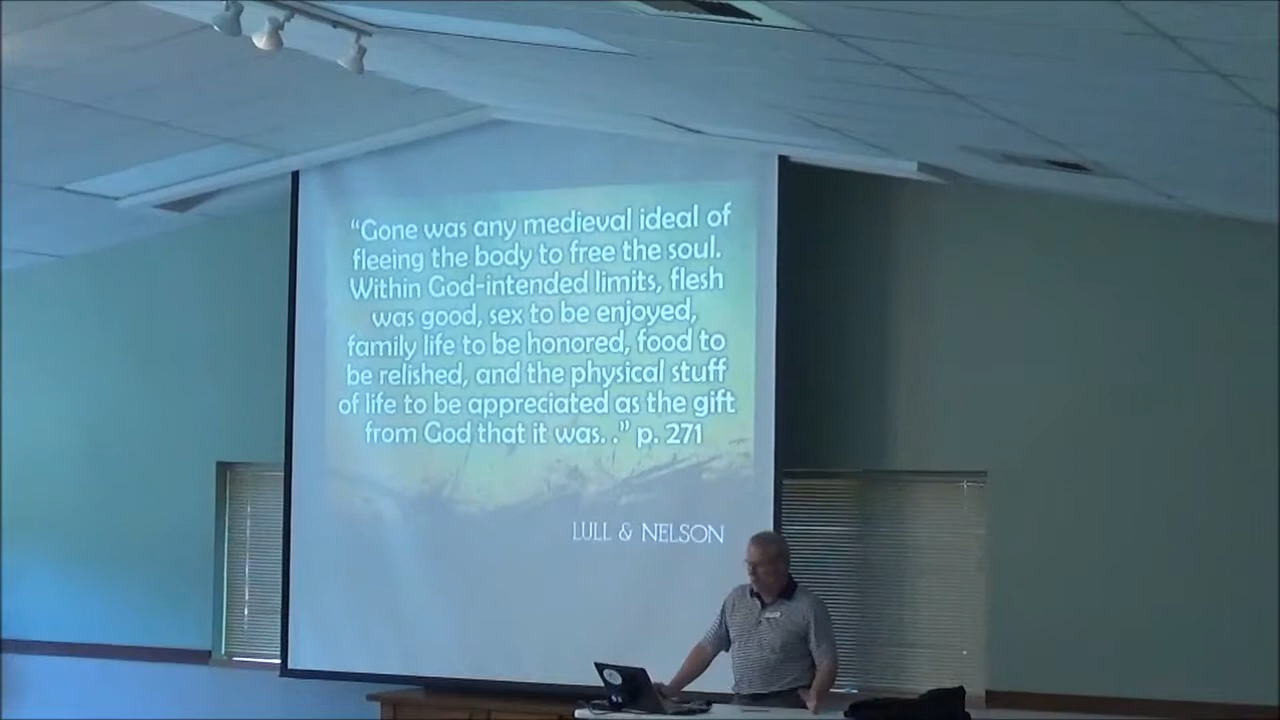 “Gone was any medieval ideal of
fleeing the body to free the soul.
Within God-intended limits, flesh
was good, sex to be enjoyed,
family life to be honored, food to
be relished, and the physical stuff
of life to be appreciated as the gift
from God that it was. .” p. 271
LULL & NELSON